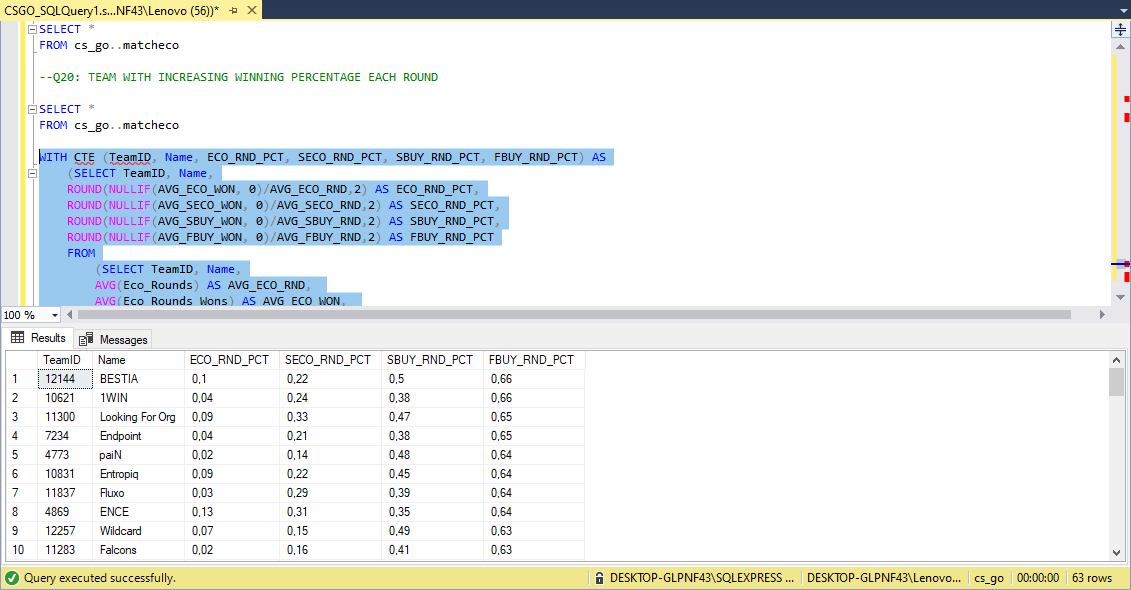 CSGO_SQLQuery1.s...NF43\Lenovo (56))*
SELECT *
FROM cs_go..matcheco
--Q20: TEAM WITH INCREASING WINNING PERCENTAGE EACH ROUND
SELECT *
FROM cs_go..matcheco
WITH CTE (TeamID, Name, ECO_RND_PCT, SECO_RND_PCT, SBUY_RND_PCT, FBUY_RND_PCT) AS
(SELECT TeamID, Name,
ROUND(NULLIF(AVG_ECO_WON, 0)/AVG_ECO_RND,2) AS ECO_RND_PCT,
ROUND(NULLIF(AVG_SECO_WON, 0)/AVG_SECO_RND,2) AS SECO_RND_PCT,
ROUND(NULLIF(AVG_SBUY_WON, 0)/AVG_SBUY_RND,2) AS SBUY_RND_PCT,
ROUND(NULLIF(AVG_FBUY_WON, 0)/AVG_FBUY_RND,2) AS FBUY_RND_PCT
FROM
(SELECT TeamID, Name,
AVG(Eco_Rounds) AS AVG_ECO_RND,
AVG(Eco_Rounds_Wons) AS AVG_ECO_WON,
100 %
Results Messages
TeamID Name ECO_RND_PCT SECO_RND_PCT SBUY_RND_PCT FBUY_RND_PCT
1 12144 BESTIA 0,1 0,22 0,5 0,66
2 10621 1WIN 0,04 0,24 0,38 0,66
3 11300 Looking For Org 0,09 0,33 0,47 0,65
4 7234 Endpoint 0,04 0,21 0,38 0,65
5 4773 paiN 0,02 0,14 0,48 0,64
6 10831 Entropiq 0,09 0,22 0,45 0,64
7 11837 Fluxo 0,03 0,29 0,39 0,64
8 4869 ENCE 0,13 0,31 0,35 0,64
9 12257 Wildcard 0,07 0,15 0,49 0,63
10 11283 Falcons 0,02 0,16 0,41 0,63
Query executed successfully. DESKTOP-GLPNF43\SQLEXPRESS ... DESKTOP-GLPNF43\Lenovo... cs_go 00:00:00 63 rows